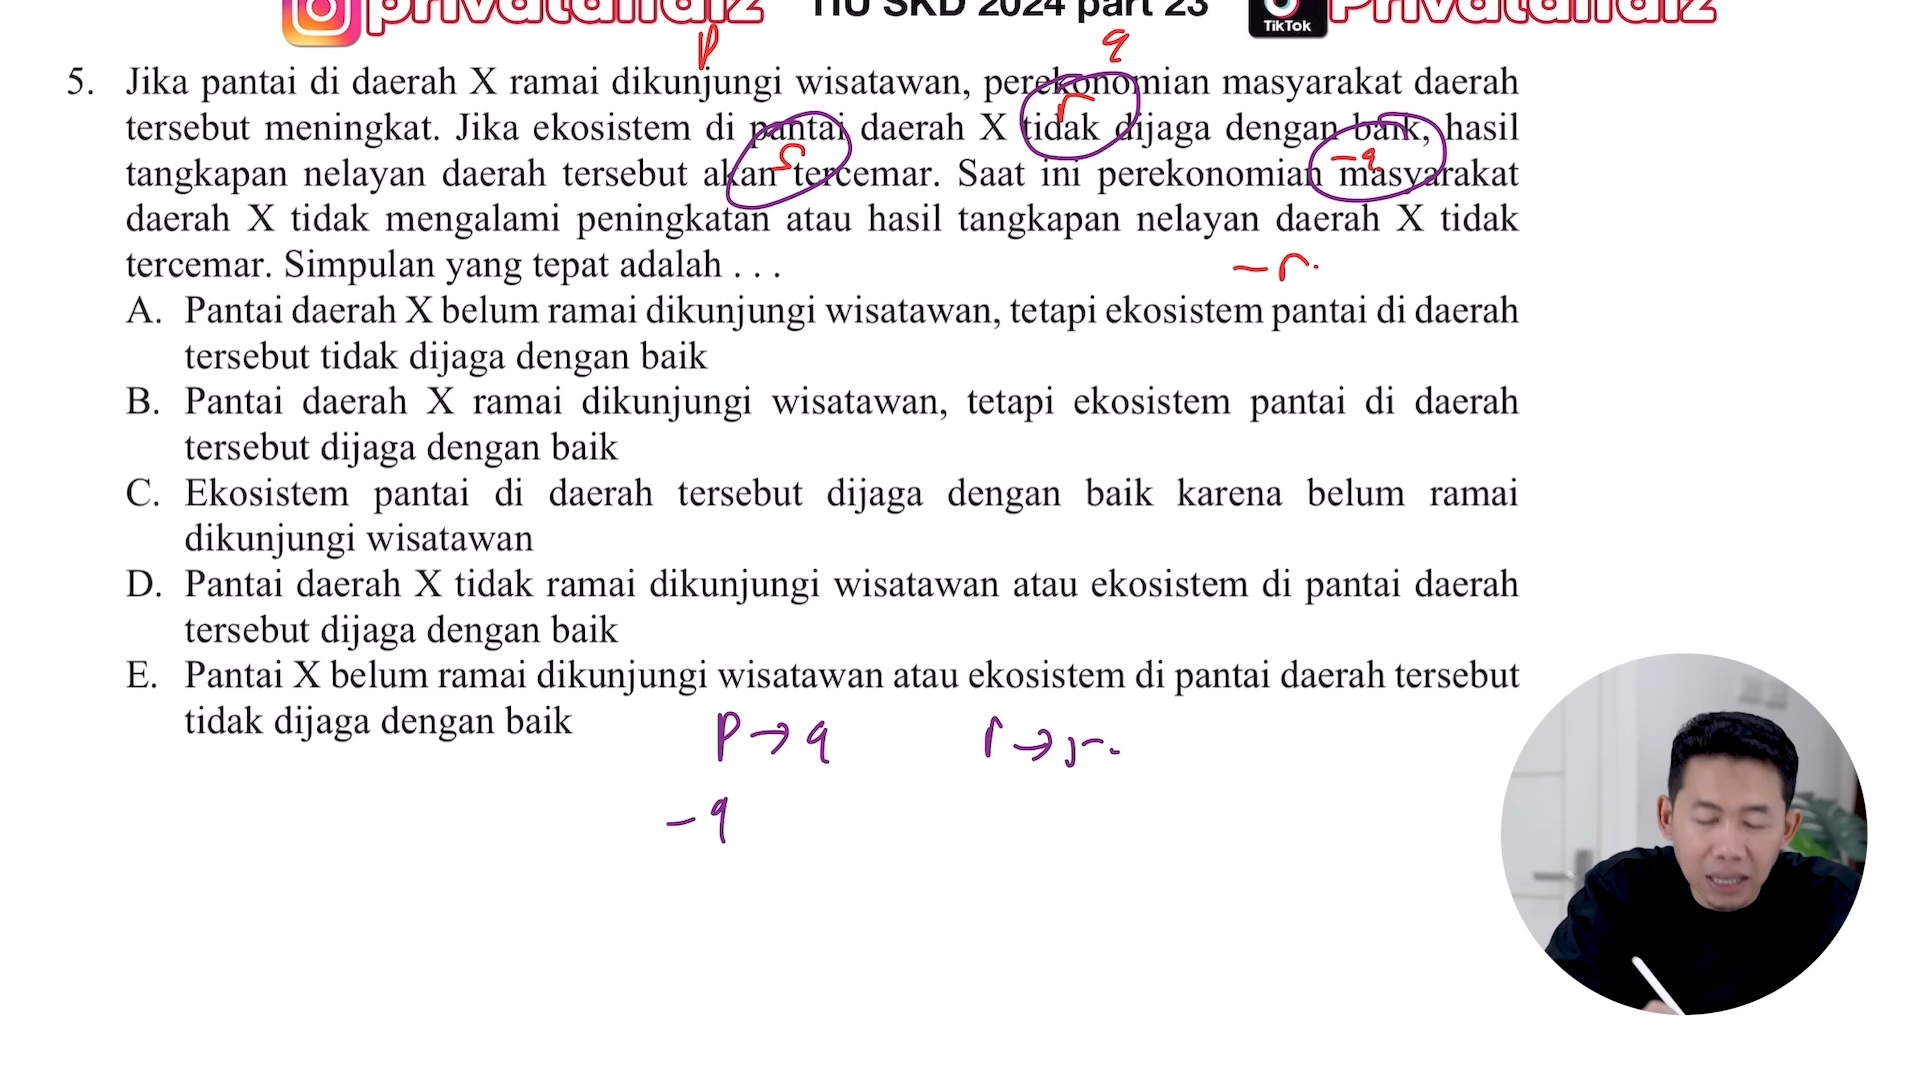 privatalfaiz TIU SKD 2024 part 23 TikTok Privatalfaiz
p q
5. Jika pantai di daerah X ramai dikunjungi wisatawan, perekonomian masyarakat daerah
r
tersebut meningkat. Jika ekosistem di pantai daerah X tidak dijaga dengan baik, hasil
s -q
tangkapan nelayan daerah tersebut akan tercemar. Saat ini perekonomian masyarakat
daerah X tidak mengalami peningkatan atau hasil tangkapan nelayan daerah X tidak
tercemar. Simpulan yang tepat adalah . . .
-r.
A. Pantai daerah X belum ramai dikunjungi wisatawan, tetapi ekosistem pantai di daerah
tersebut tidak dijaga dengan baik
B. Pantai daerah X ramai dikunjungi wisatawan, tetapi ekosistem pantai di daerah
tersebut dijaga dengan baik
C. Ekosistem pantai di daerah tersebut dijaga dengan baik karena belum ramai
dikunjungi wisatawan
D. Pantai daerah X tidak ramai dikunjungi wisatawan atau ekosistem di pantai daerah
tersebut dijaga dengan baik
E. Pantai X belum ramai dikunjungi wisatawan atau ekosistem di pantai daerah tersebut
tidak dijaga dengan baik
p → q r → s.
-q